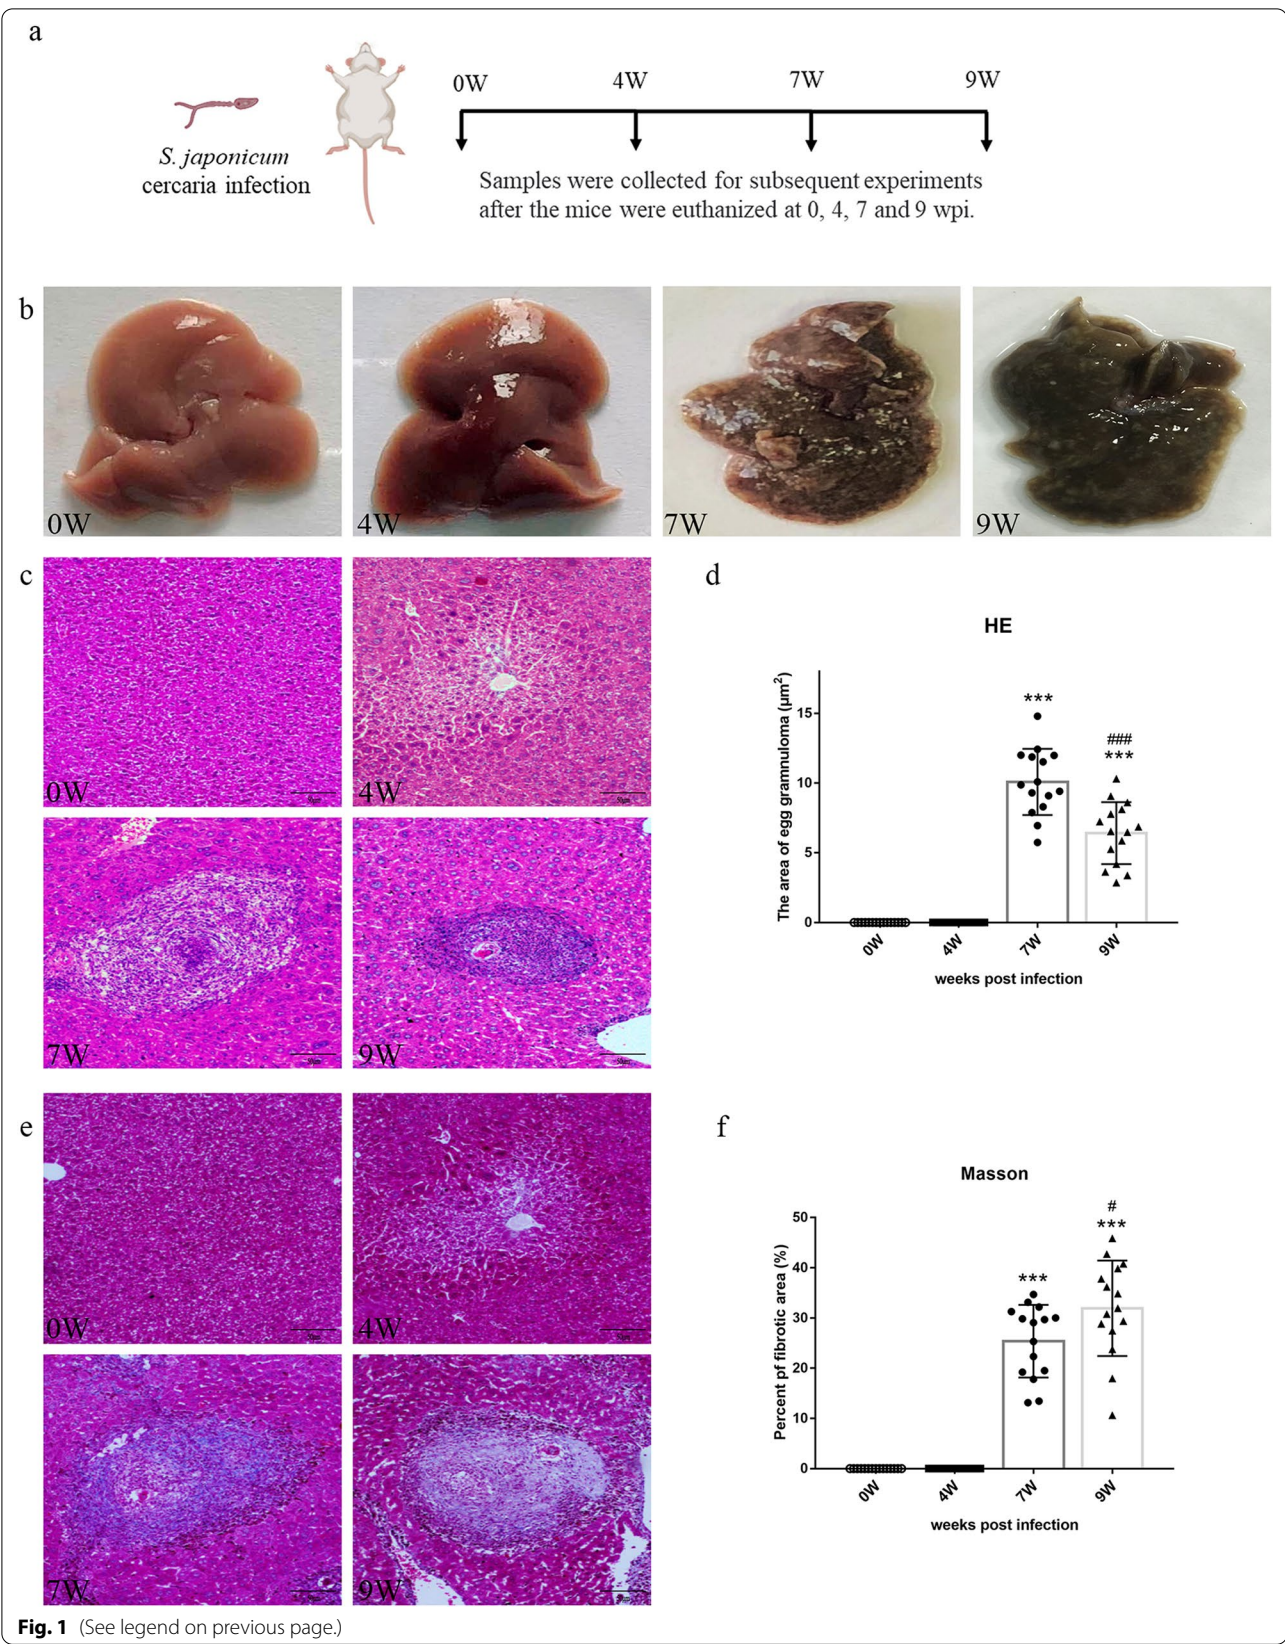 a
0W 4W 7W 9W
S. japonicum
cercaria infection
Samples were collected for subsequent experiments
after the mice were euthanized at 0, 4, 7 and 9 wpi.
b
0W 4W 7W 9W
c
0W 4W
7W 9W
d
HE
The area of egg gramnuloma (μm²)
15
10
5
0
***
###
***
0W 4W 7W 9W
weeks post infection
e
0W 4W
7W 9W
f
Masson
Percent pf fibrotic area (%)
50
40
30
20
10
0
***
#
***
0W 4W 7W 9W
weeks post infection
Fig. 1 (See legend on previous page.)